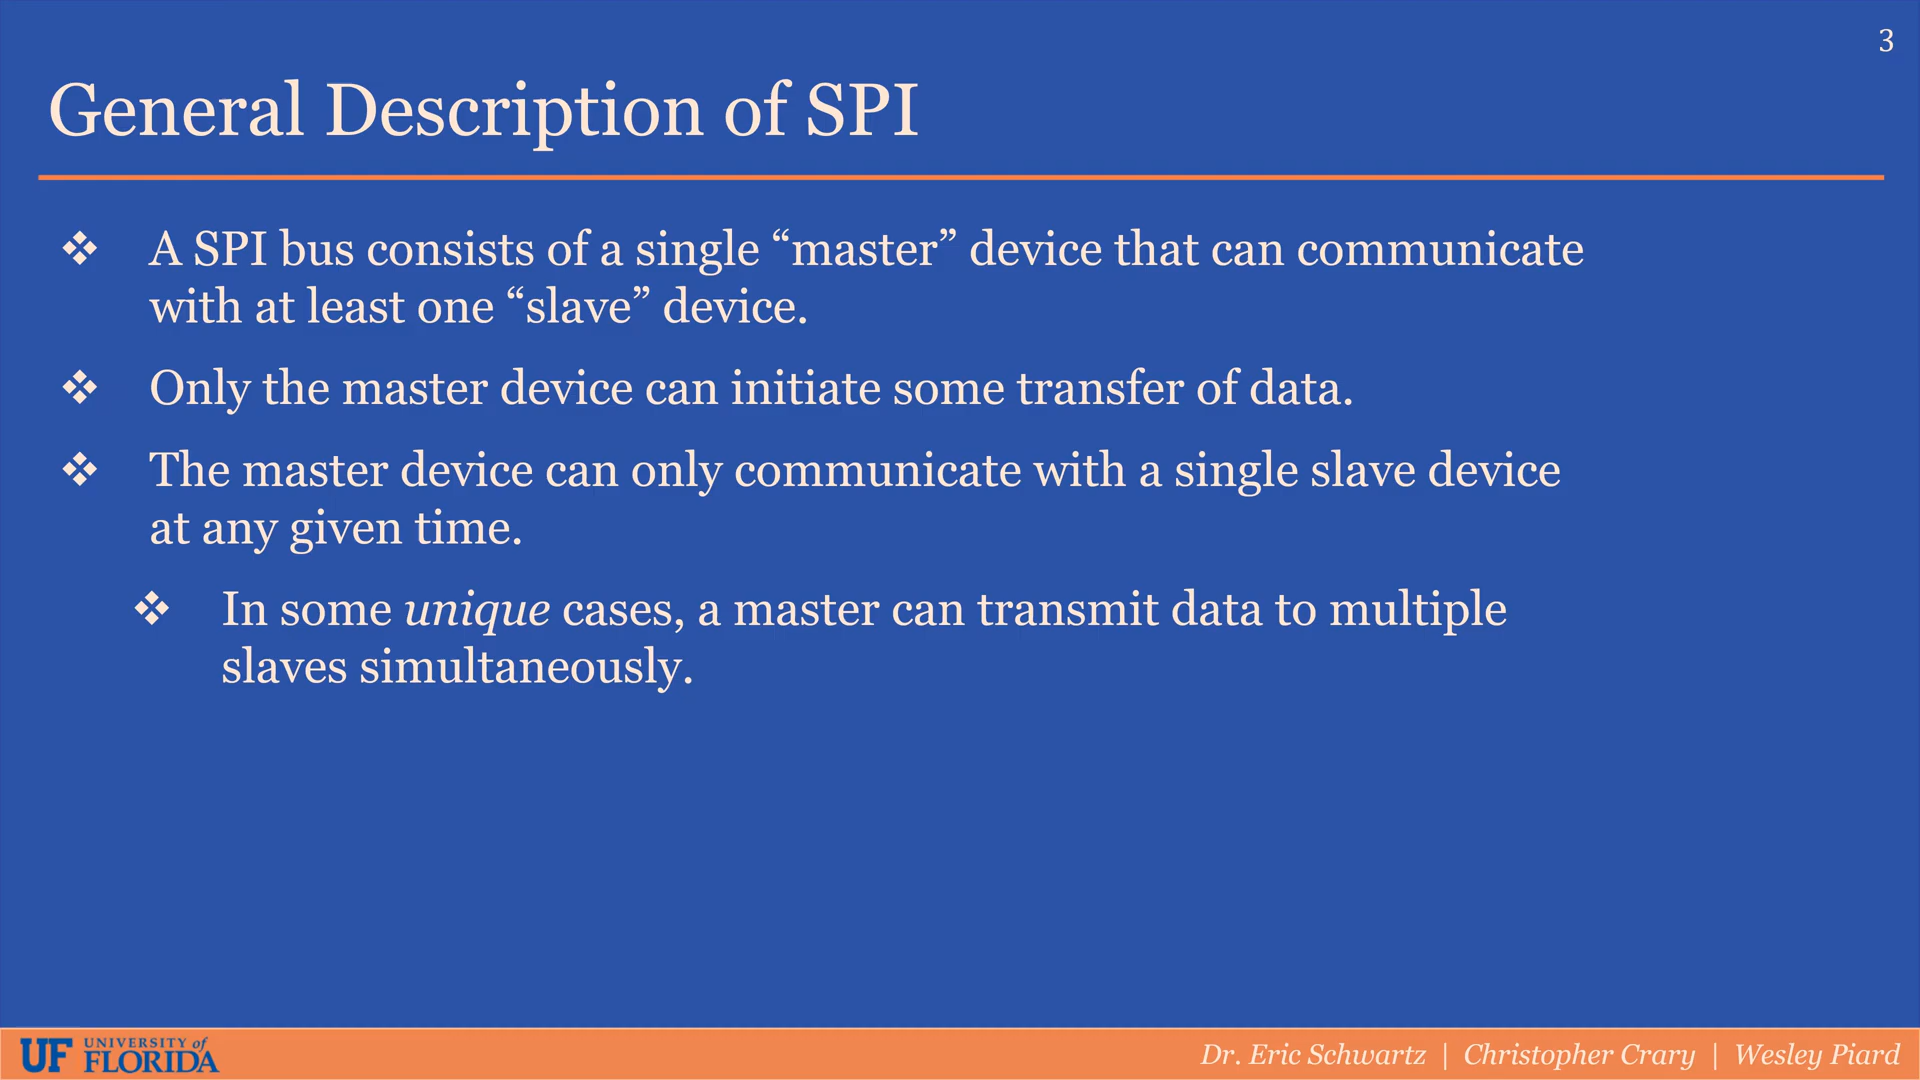 3
General Description of SPI
❖ A SPI bus consists of a single “master” device that can communicate
with at least one “slave” device.
❖ Only the master device can initiate some transfer of data.
❖ The master device can only communicate with a single slave device
at any given time.
❖ In some unique cases, a master can transmit data to multiple
slaves simultaneously.
UF UNIVERSITY of
FLORIDA
Dr. Eric Schwartz | Christopher Crary | Wesley Piard